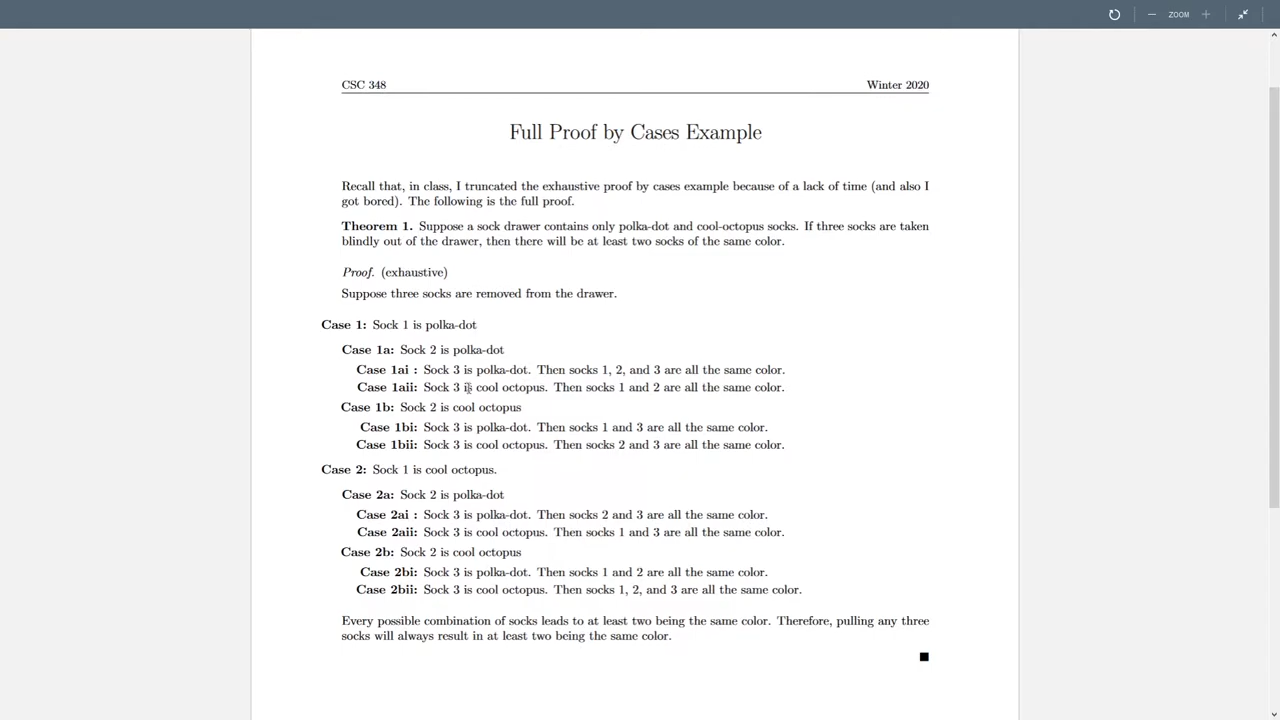 ZOOM
CSC 348 Winter 2020
Full Proof by Cases Example
Recall that, in class, I truncated the exhaustive proof by cases example because of a lack of time (and also I
got bored). The following is the full proof.
Theorem 1. Suppose a sock drawer contains only polka-dot and cool-octopus socks. If three socks are taken
blindly out of the drawer, then there will be at least two socks of the same color.
Proof. (exhaustive)
Suppose three socks are removed from the drawer.
Case 1: Sock 1 is polka-dot
Case 1a: Sock 2 is polka-dot
Case 1ai : Sock 3 is polka-dot. Then socks 1, 2, and 3 are all the same color.
Case 1aii: Sock 3 is cool octopus. Then socks 1 and 2 are all the same color.
Case 1b: Sock 2 is cool octopus
Case 1bi: Sock 3 is polka-dot. Then socks 1 and 3 are all the same color.
Case 1bii: Sock 3 is cool octopus. Then socks 2 and 3 are all the same color.
Case 2: Sock 1 is cool octopus.
Case 2a: Sock 2 is polka-dot
Case 2ai : Sock 3 is polka-dot. Then socks 2 and 3 are all the same color.
Case 2aii: Sock 3 is cool octopus. Then socks 1 and 3 are all the same color.
Case 2b: Sock 2 is cool octopus
Case 2bi: Sock 3 is polka-dot. Then socks 1 and 2 are all the same color.
Case 2bii: Sock 3 is cool octopus. Then socks 1, 2, and 3 are all the same color.
Every possible combination of socks leads to at least two being the same color. Therefore, pulling any three
socks will always result in at least two being the same color.